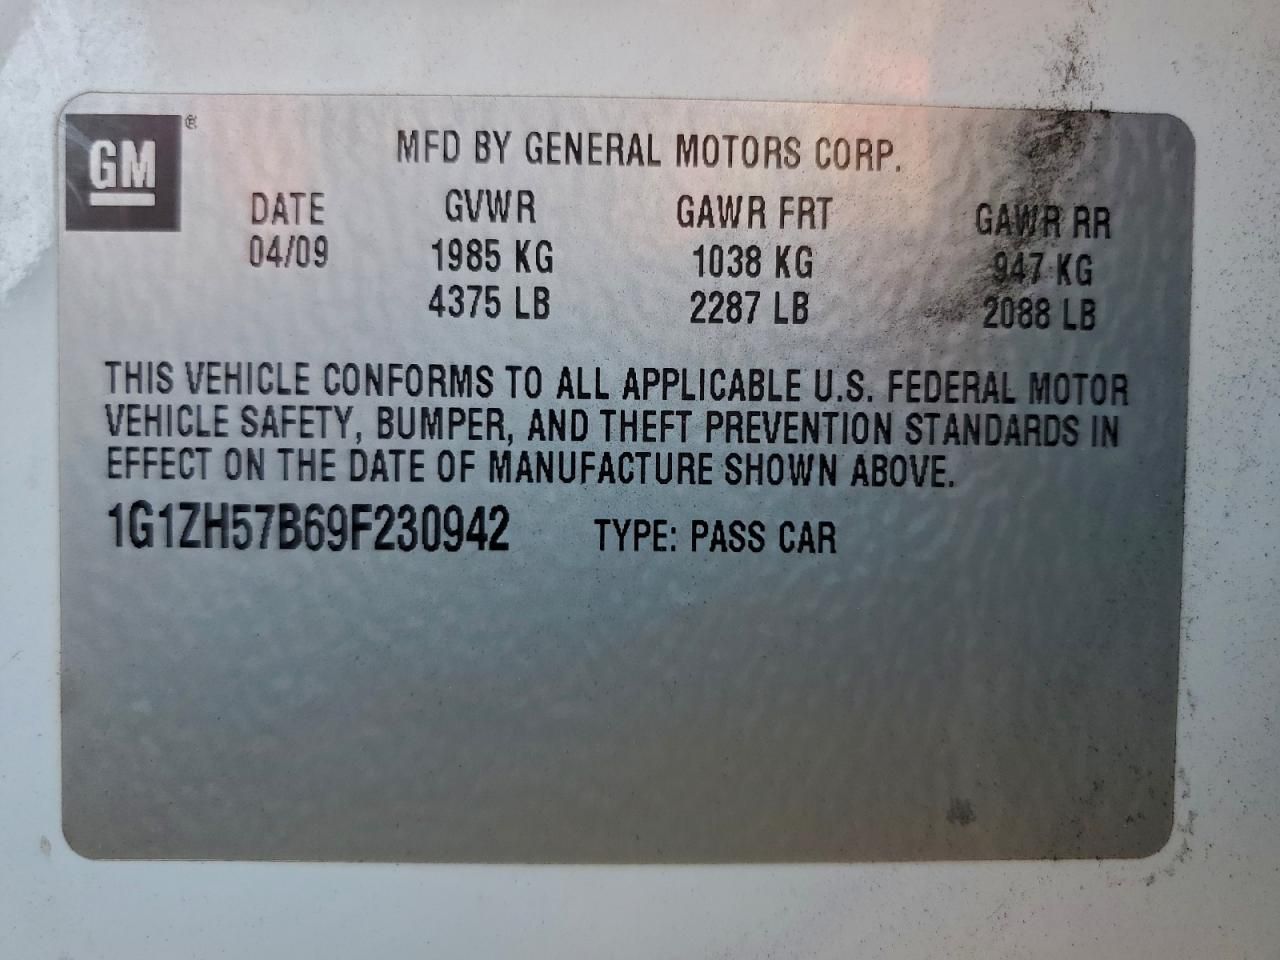 GM®
MFD BY GENERAL MOTORS CORP.
DATE GVWR GAWR FRT GAWR RR
04/09 1985 KG 1038 KG 947 KG
4375 LB 2287 LB 2088 LB
THIS VEHICLE CONFORMS TO ALL APPLICABLE U.S. FEDERAL MOTOR
VEHICLE SAFETY, BUMPER, AND THEFT PREVENTION STANDARDS IN
EFFECT ON THE DATE OF MANUFACTURE SHOWN ABOVE.
1G1ZH57B69F230942 TYPE: PASS CAR